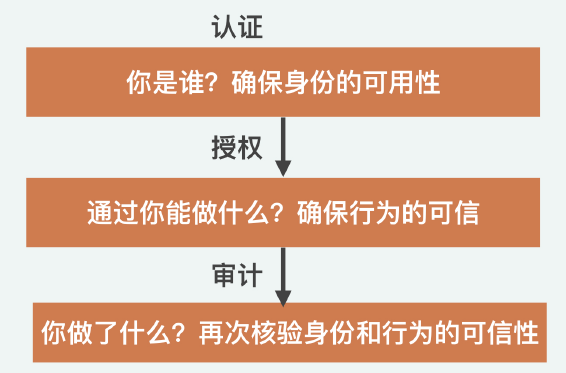 认证
你是谁？确保身份的可用性
授权
通过你能做什么？确保行为的可信
审计
你做了什么？再次核验身份和行为的可信性